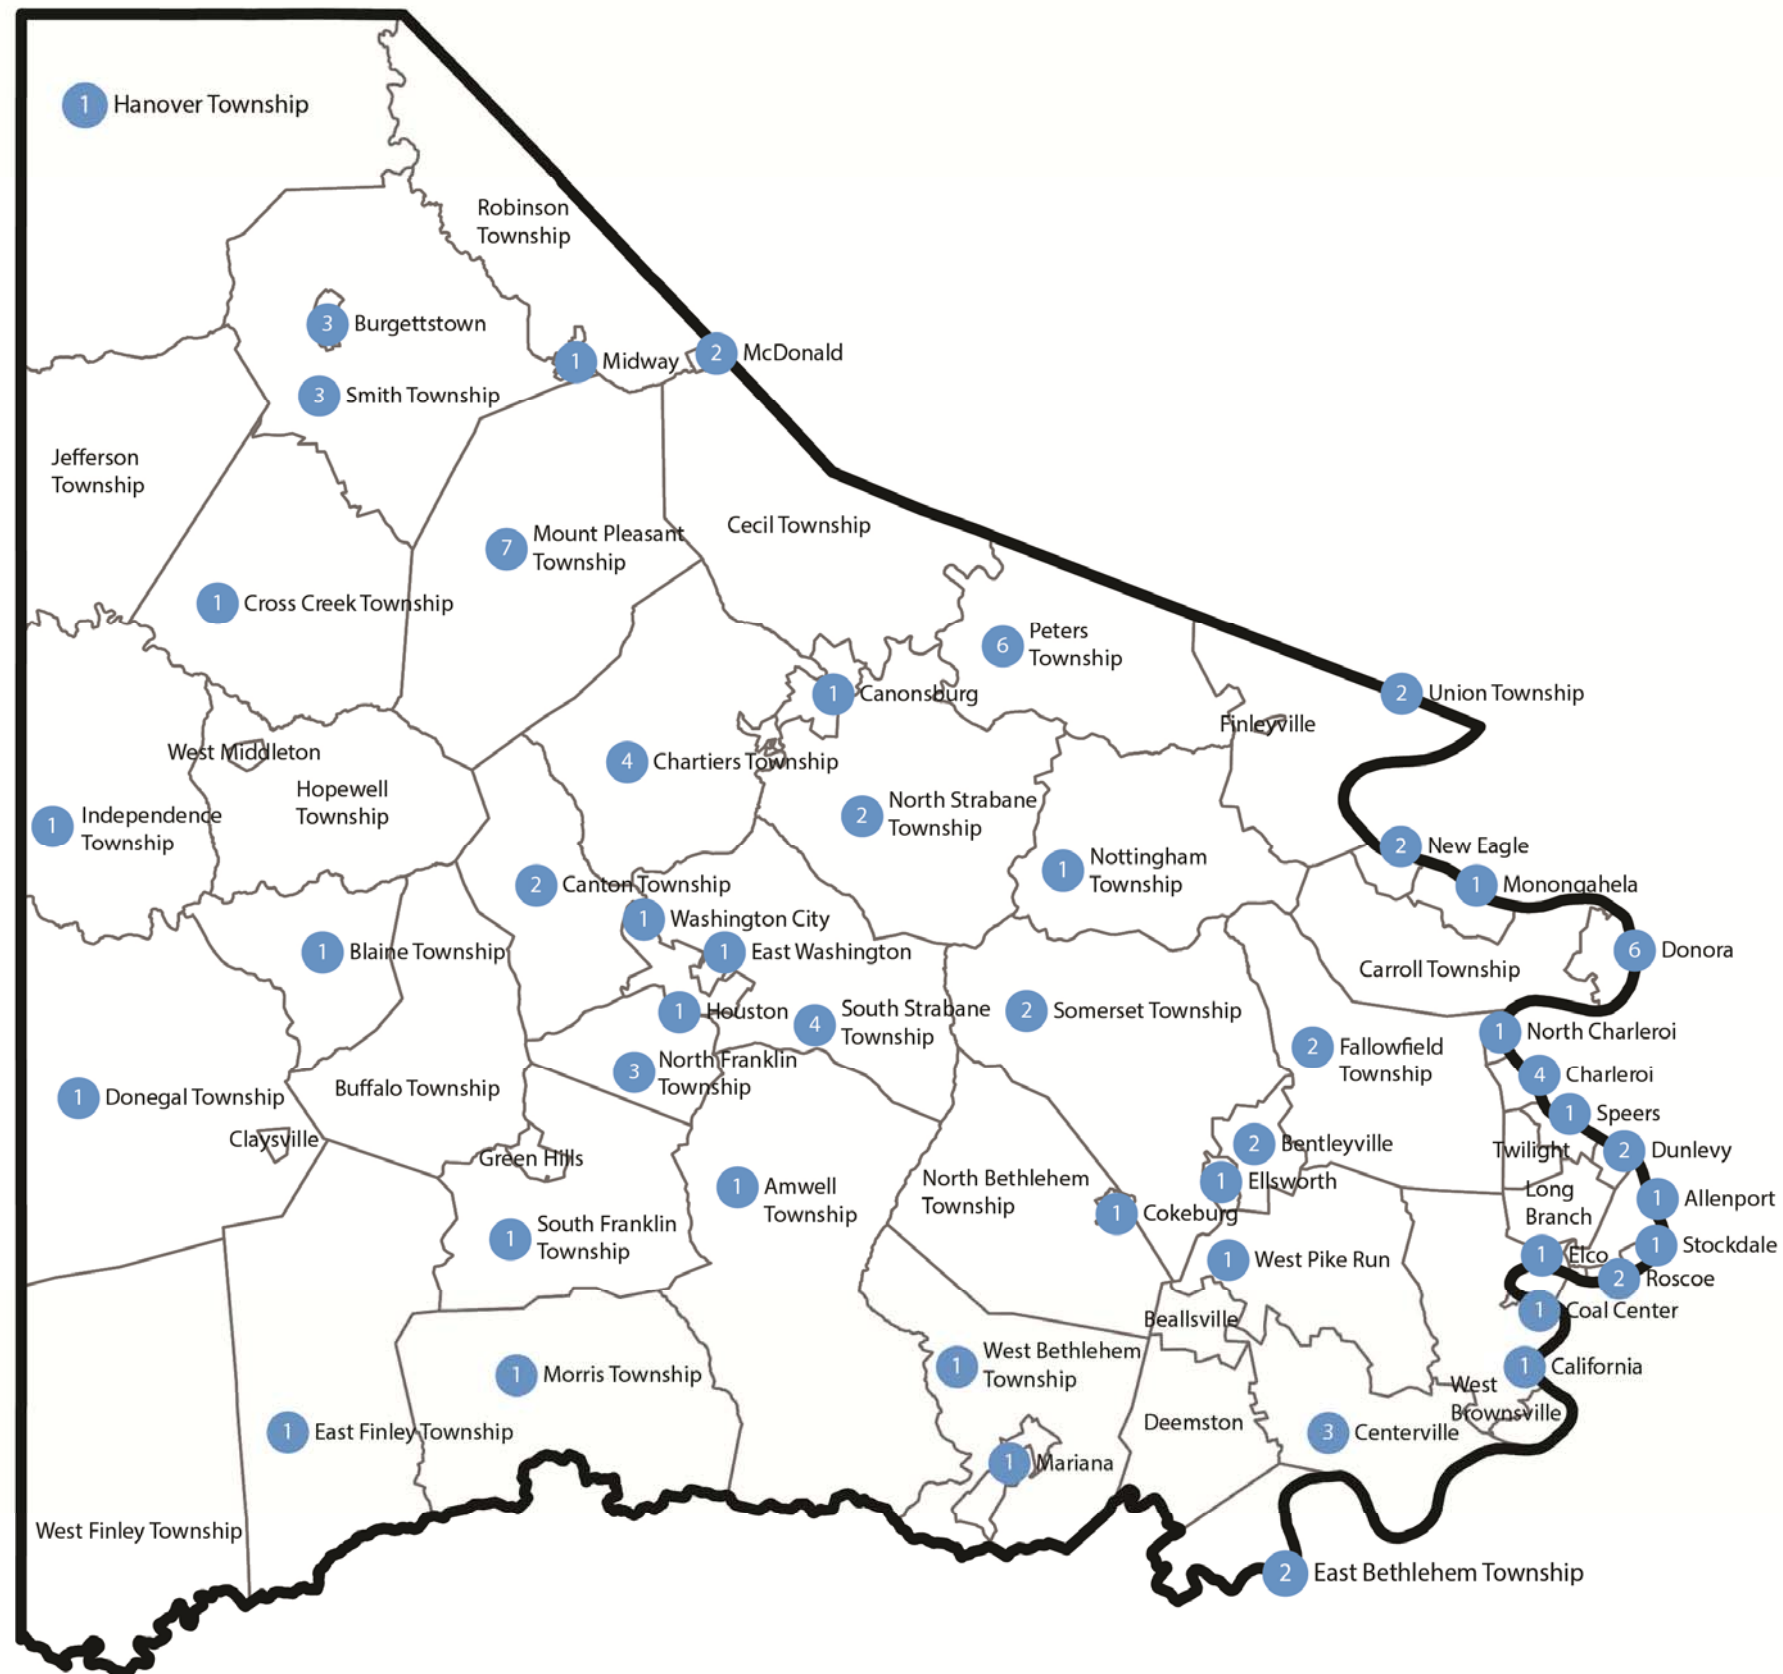 1 Hanover Township
Robinson
Township
3 Burgettstown
1 Midway
2 McDonald
3 Smith Township
Jefferson
Township
7 Mount Pleasant
Township
Cecil Township
1 Cross Creek Township
6 Peters
Township
1 Canonsburg
2 Union Township
Finleyville
West Middleton
4 Chartiers Township
Hopewell
Township
1 Independence
Township
2 North Strabane
Township
2 New Eagle
1 Nottingham
Township
2 Canton Township
1 Monongahela
1 Washington City
1 Blaine Township
1 East Washington
6 Donora
Carroll Township
1 Houston
4 South Strabane
Township
2 Somerset Township
1 North Charleroi
2 Fallowfield
Township
3 North Franklin
Township
4 Charleroi
Buffalo Township
1 Donegal Township
1 Speers
Claysville
Green Hills
2 Bentleyville
Twilight
2 Dunlevy
1 Amwell
Township
North Bethlehem
Township
1 Ellsworth
Long
Branch
1 Allenport
1 Cokeburg
1 South Franklin
Township
1 West Pike Run
1 Elco
1 Stockdale
2 Roscoe
1 Coal Center
Beallsville
1 West Bethlehem
Township
1 California
1 Morris Township
West
Brownsville
Deemston
3 Centerville
1 East Finley Township
1 Mariana
West Finley Township
2 East Bethlehem Township